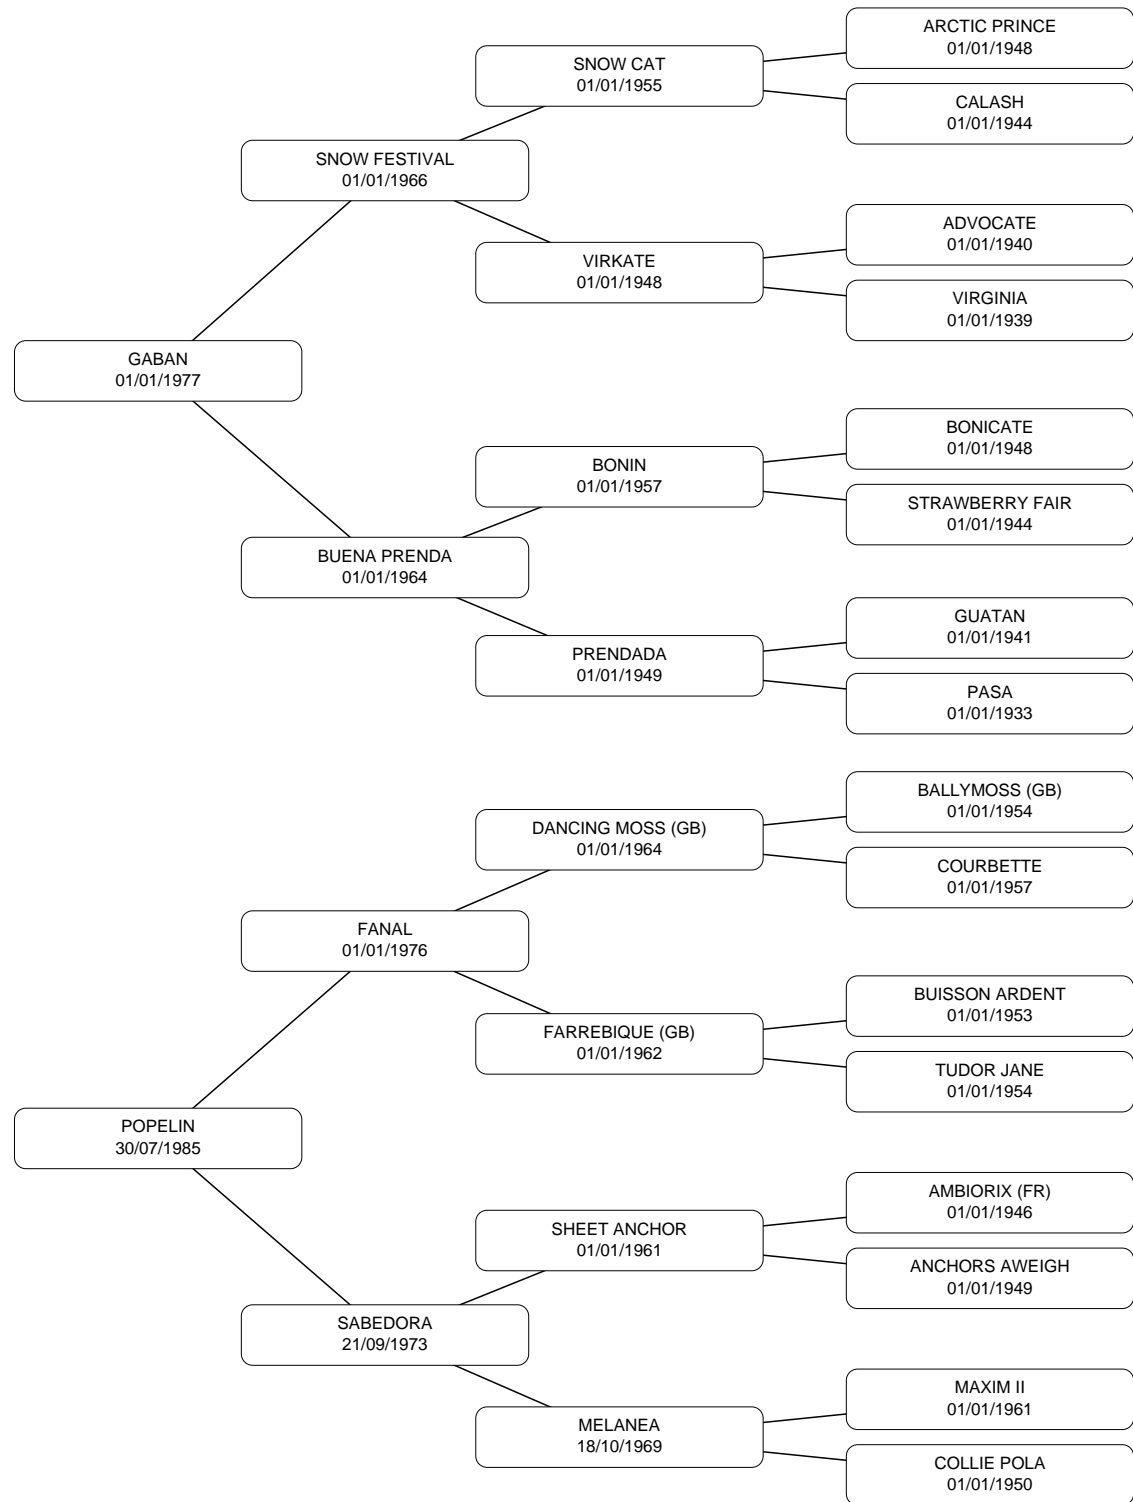 ARCTIC PRINCE
01/01/1948
SNOW CAT
01/01/1955
CALASH
01/01/1944
SNOW FESTIVAL
01/01/1966
ADVOCATE
01/01/1940
VIRKATE
01/01/1948
VIRGINIA
01/01/1939
GABAN
01/01/1977
BONICATE
01/01/1948
BONIN
01/01/1957
STRAWBERRY FAIR
01/01/1944
BUENA PRENDA
01/01/1964
GUATAN
01/01/1941
PRENDADA
01/01/1949
PASA
01/01/1933
BALLYMOSS (GB)
01/01/1954
DANCING MOSS (GB)
01/01/1964
COURBETTE
01/01/1957
FANAL
01/01/1976
BUISSON ARDENT
01/01/1953
FARREBIQUE (GB)
01/01/1962
TUDOR JANE
01/01/1954
POPELIN
30/07/1985
AMBIORIX (FR)
01/01/1946
SHEET ANCHOR
01/01/1961
ANCHORS AWEIGH
01/01/1949
SABEDORA
21/09/1973
MAXIM II
01/01/1961
MELANEA
18/10/1969
COLLIE POLA
01/01/1950